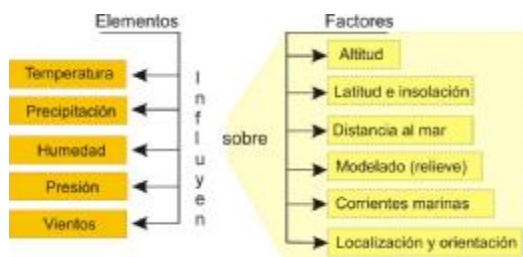 Elementos
Temperatura
Precipitación
Humedad
Presión
Vientos
Influyen
sobre
Factores
Altitud
Latitud e insolación
Distancia al mar
Modelado (relieve)
Corrientes marinas
Localización y orientación